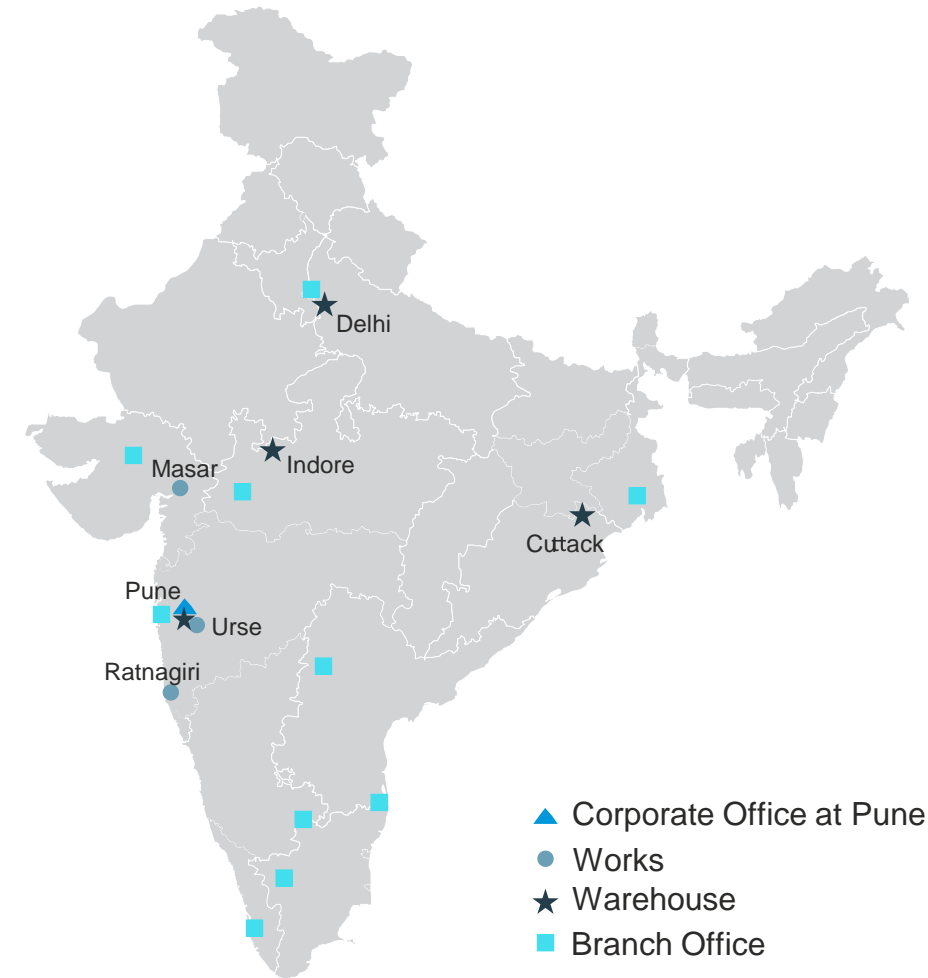 Delhi
Indore
Masar
Cuttack
Pune
Urse
Ratnagiri
Corporate Office at Pune
Works
Warehouse
Branch Office